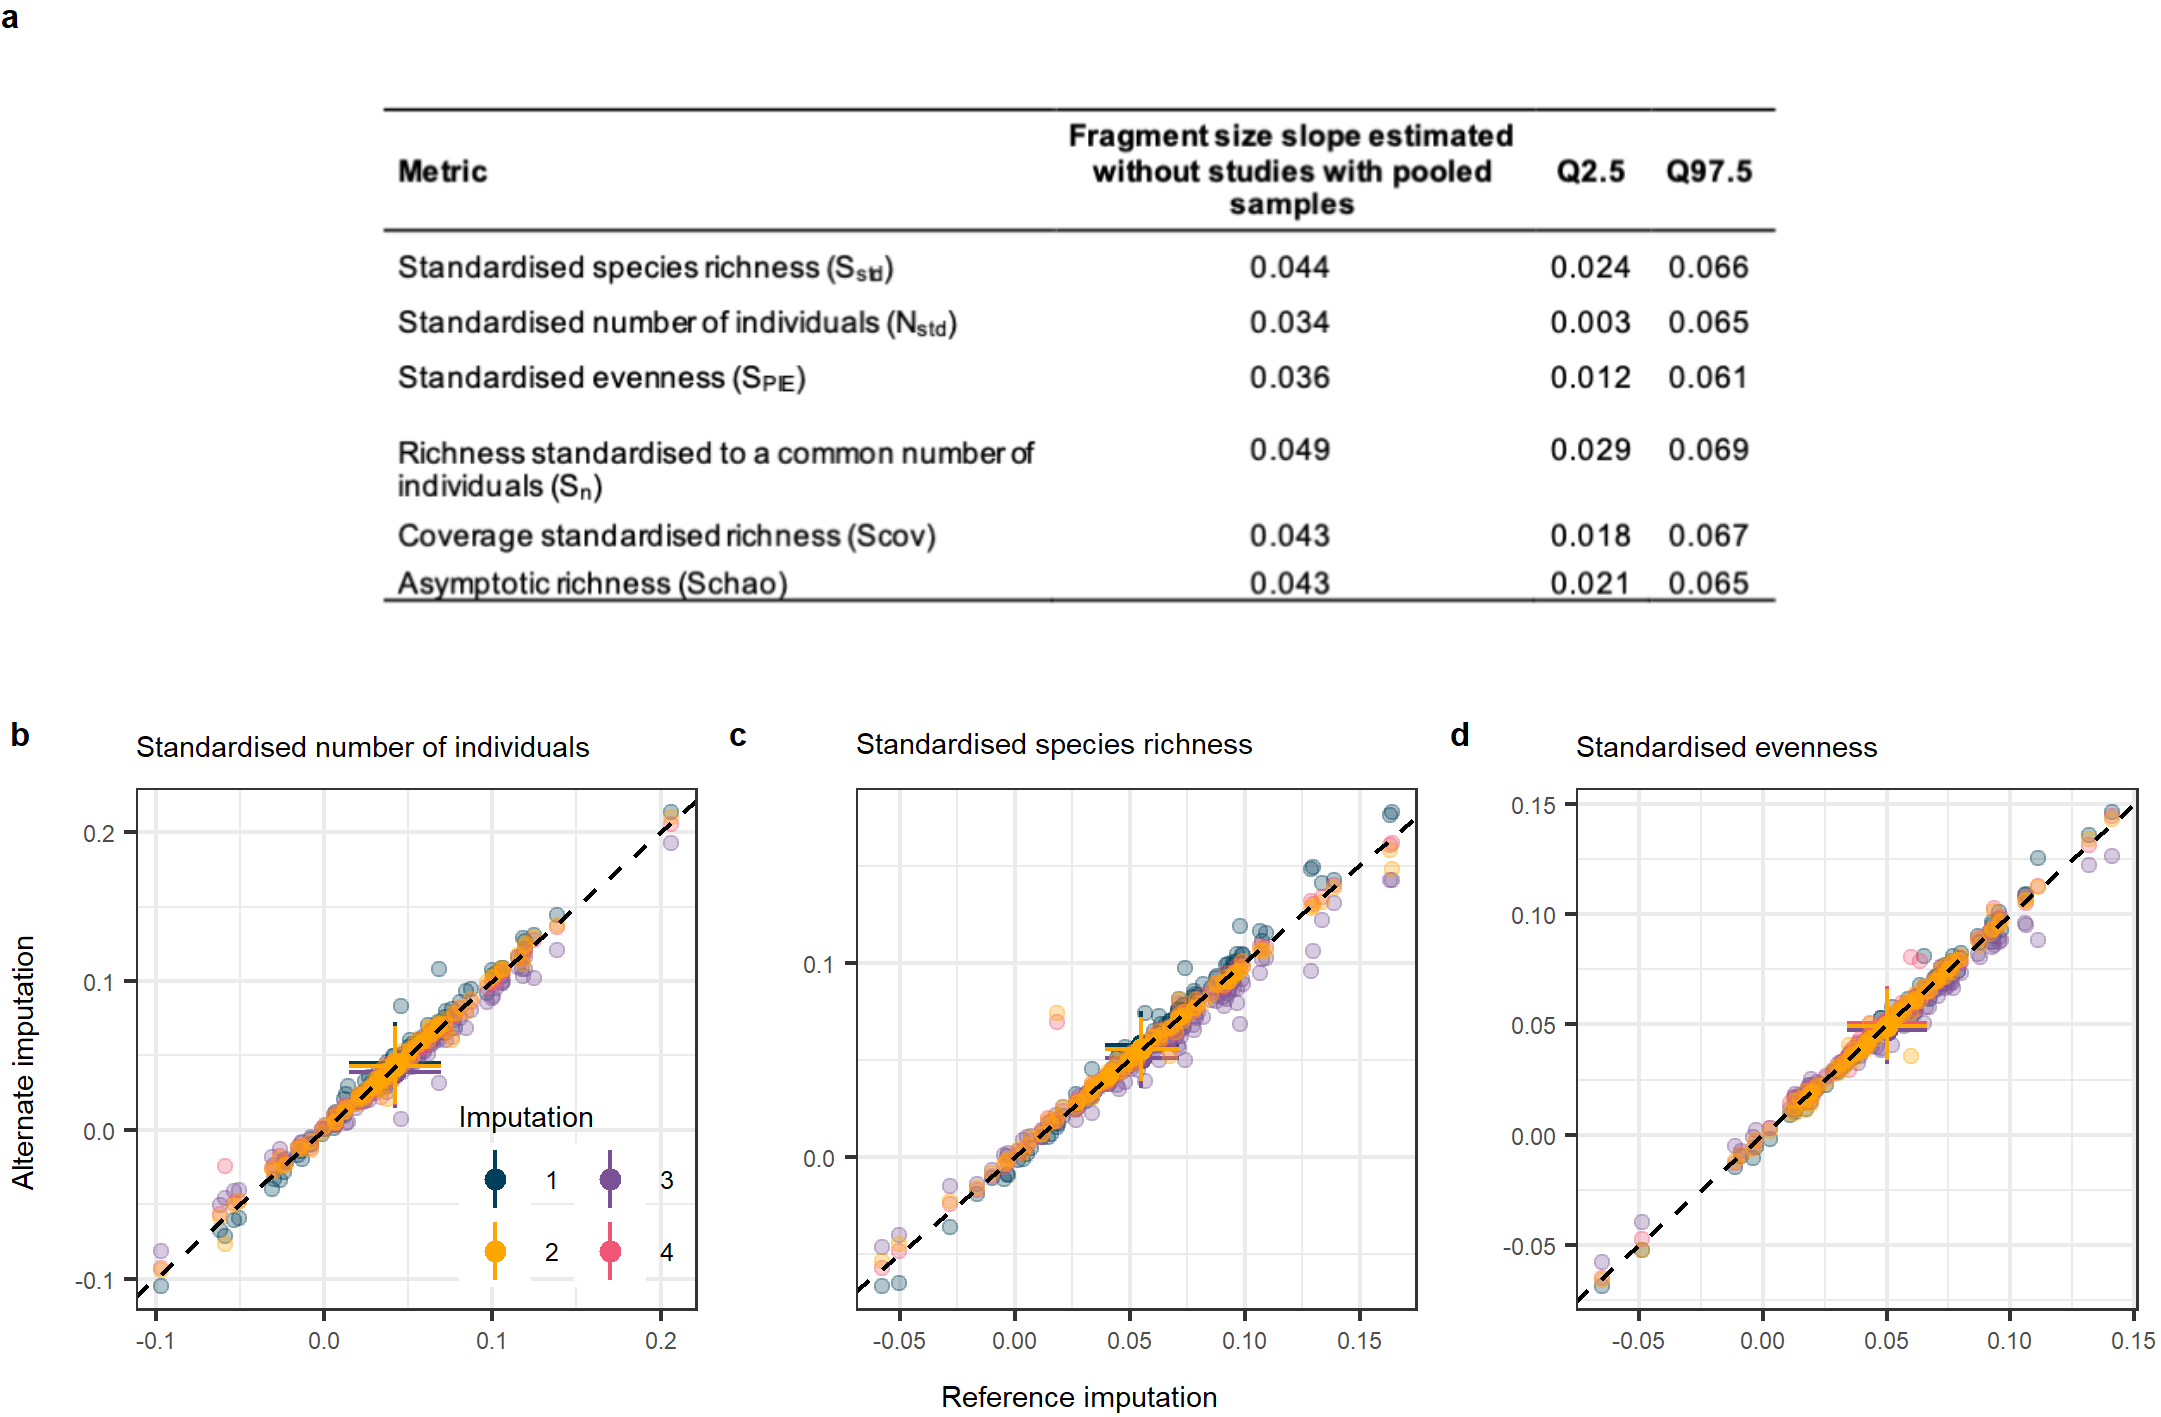 a
Fragment size slope estimated
without studies with pooled
samples
Metric
Q2.5
Q97.5
Standardised species richness (Sstd) 0.044 0.024 0.066
Standardised number of individuals (Nstd) 0.034 0.003 0.065
Standardised evenness (SPIE) 0.036 0.012 0.061
Richness standardised to a common number of
individuals (Sn)
0.049 0.029 0.069
Coverage standardised richness (Scov) 0.043 0.018 0.067
Asymptotic richness (Schao) 0.043 0.021 0.065
b
Standardised number of individuals
0.2
0.1
0.0
-0.1
-0.1 0.0 0.1 0.2
Imputation
1 3
2 4
Alternate imputation
c
Standardised species richness
0.1
0.0
-0.05 0.00 0.05 0.10 0.15
d
Standardised evenness
0.15
0.10
0.05
0.00
-0.05
-0.05 0.00 0.05 0.10 0.15
Reference imputation